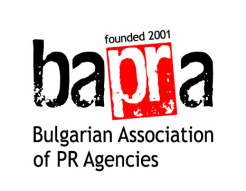 founded 2001
bapra
Bulgarian Association
of PR Agencies